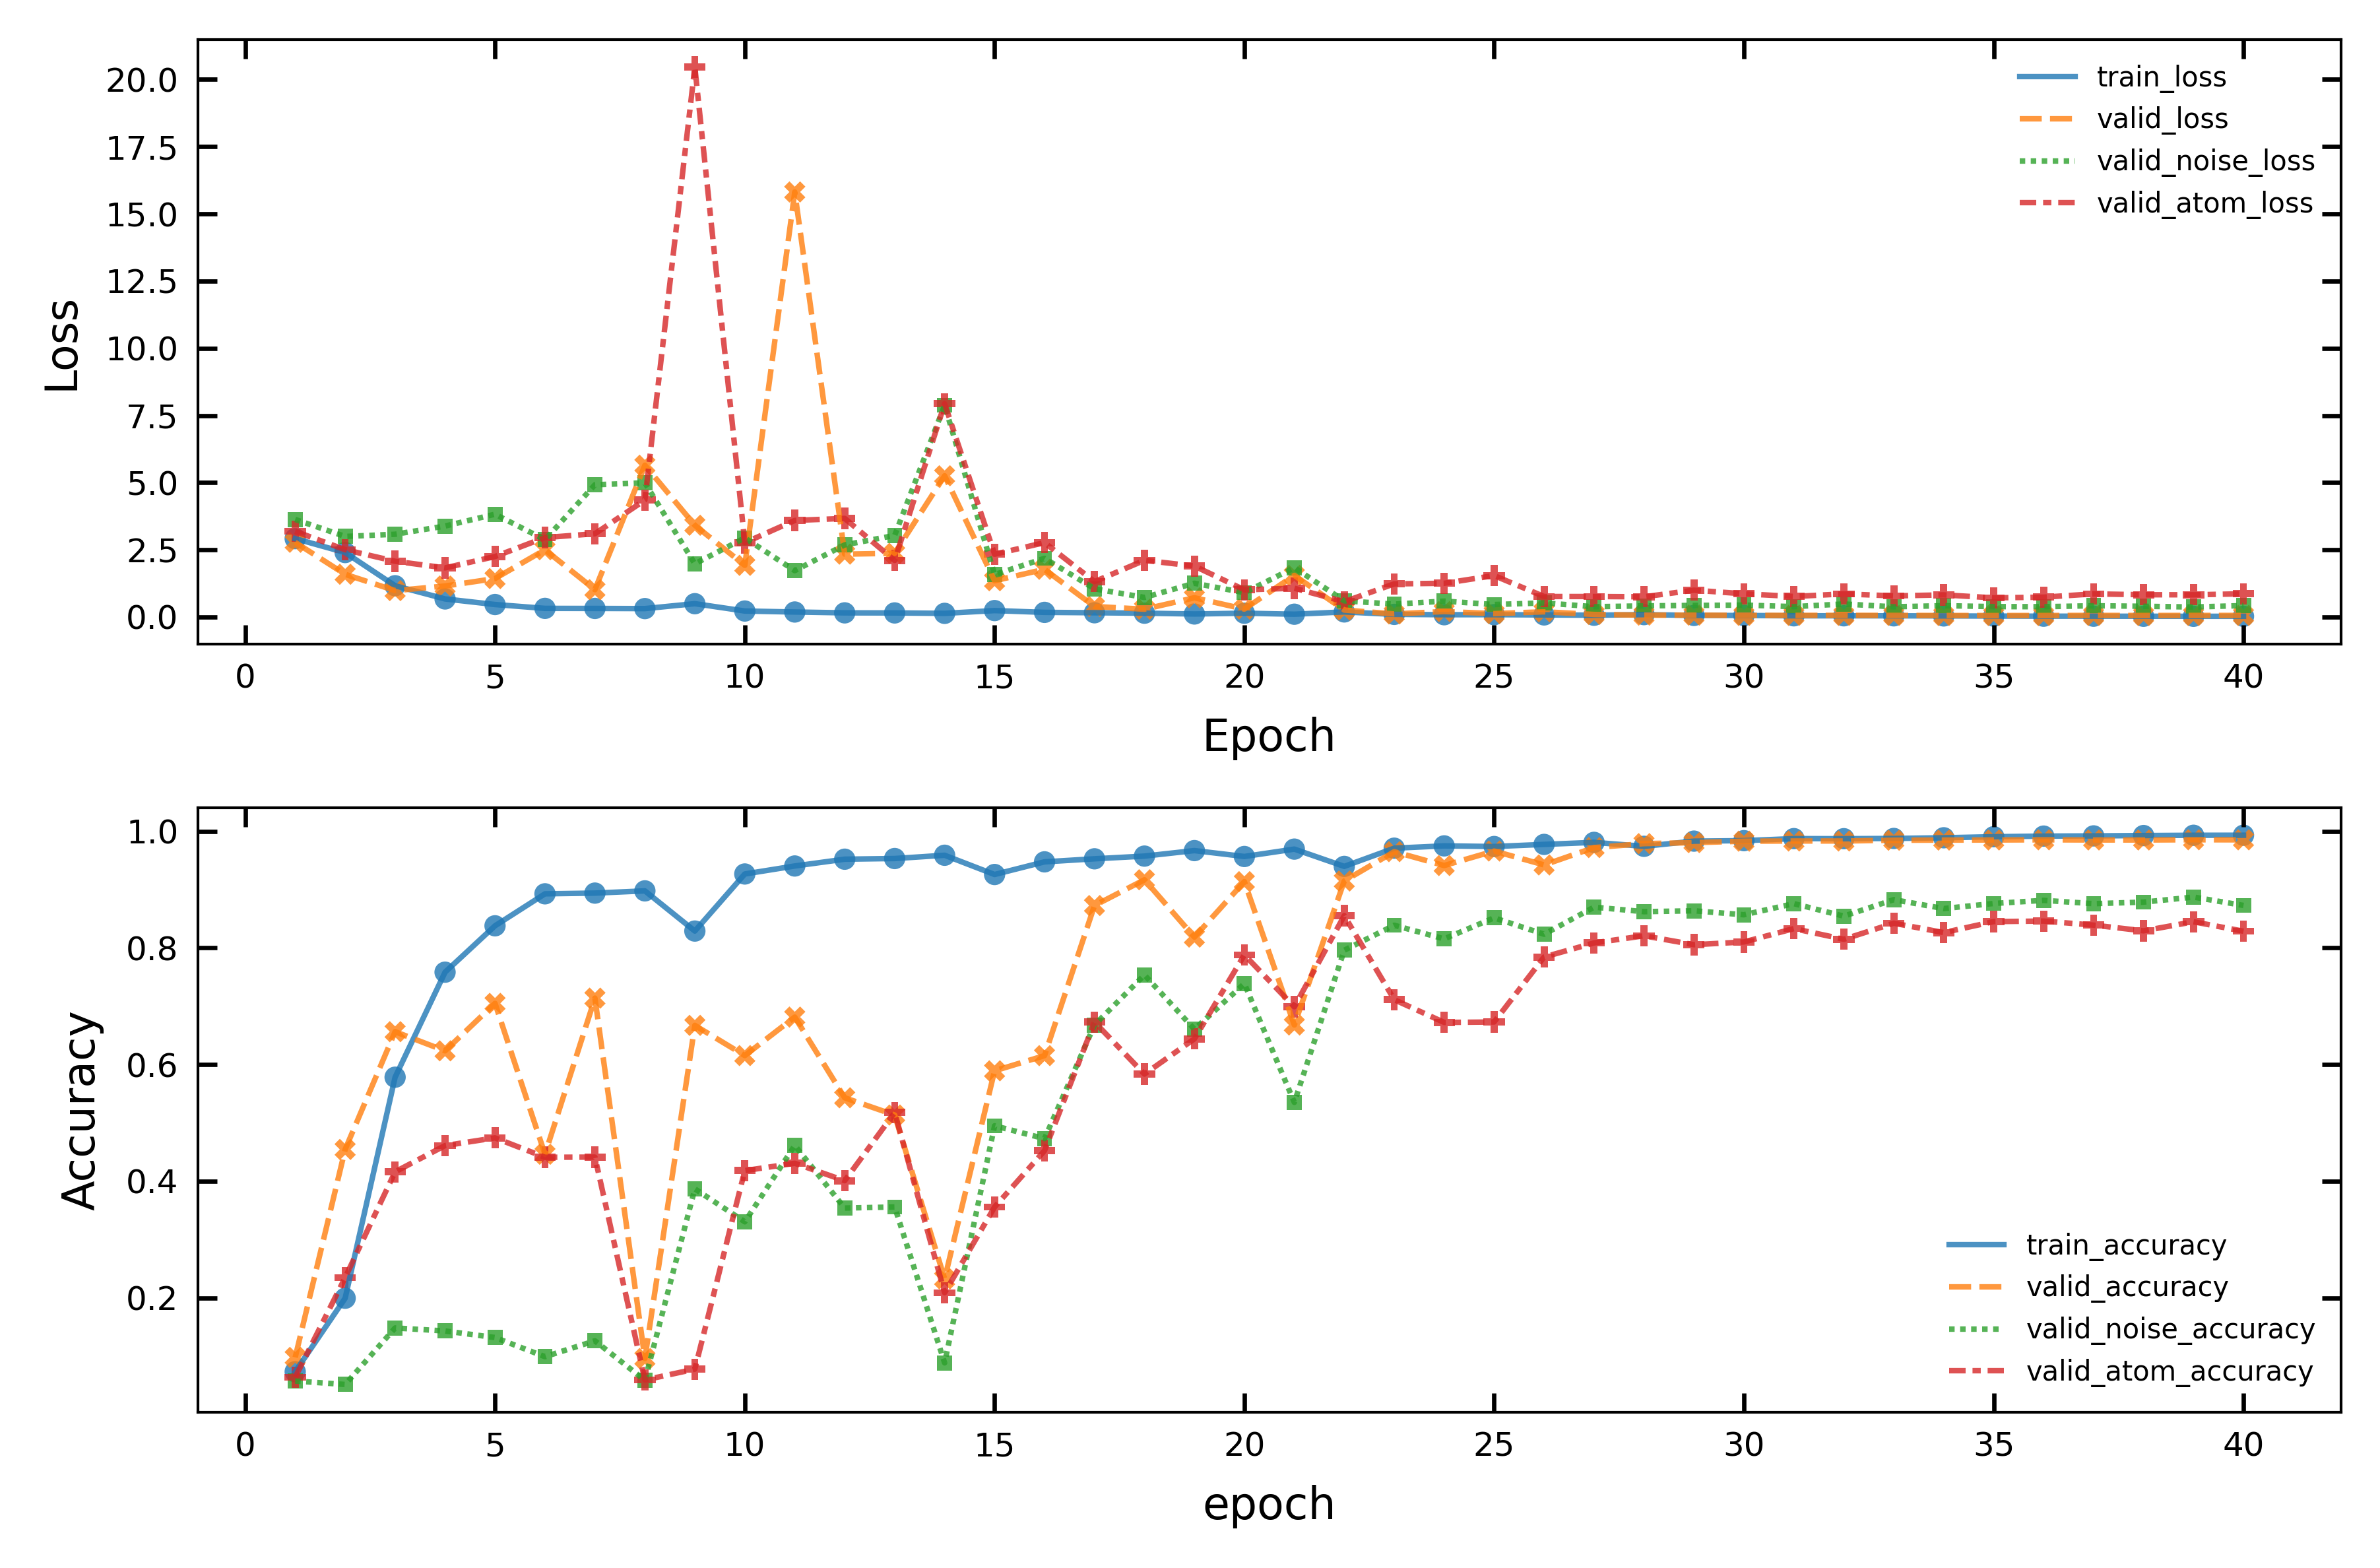 20.0
17.5
15.0
12.5
10.0
7.5
5.0
2.5
0.0
Loss
train_loss
valid_loss
valid_noise_loss
valid_atom_loss
0 5 10 15 20 25 30 35 40
Epoch
1.0
0.8
0.6
0.4
0.2
Accuracy
train_accuracy
valid_accuracy
valid_noise_accuracy
valid_atom_accuracy
0 5 10 15 20 25 30 35 40
epoch